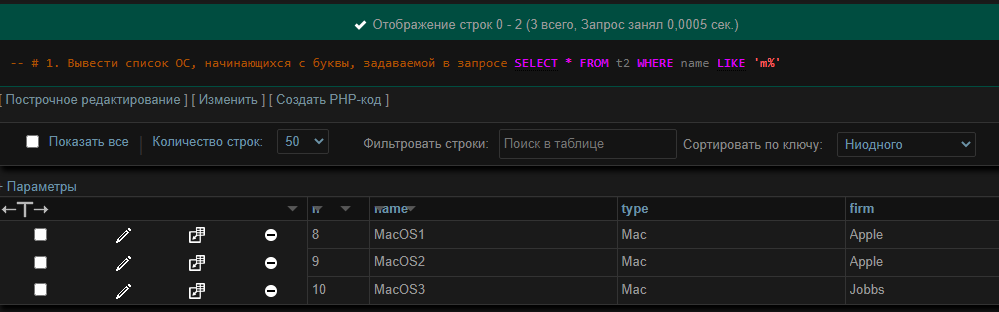 Отображение строк 0 - 2 (3 всего, Запрос занял 0,0005 сек.)
-- # 1. Вывести список ОС, начинающихся с буквы, задаваемой в запросе SELECT * FROM t2 WHERE name LIKE 'm%'
[ Построчное редактирование ] [ Изменить ] [ Создать PHP-код ]
Показать все | Количество строк: 50 Фильтровать строки: Поиск в таблице Сортировать по ключу: Ниодного
Параметры
←T→ name type firm
8 MacOS1 Mac Apple
9 MacOS2 Mac Apple
10 MacOS3 Mac Jobbs